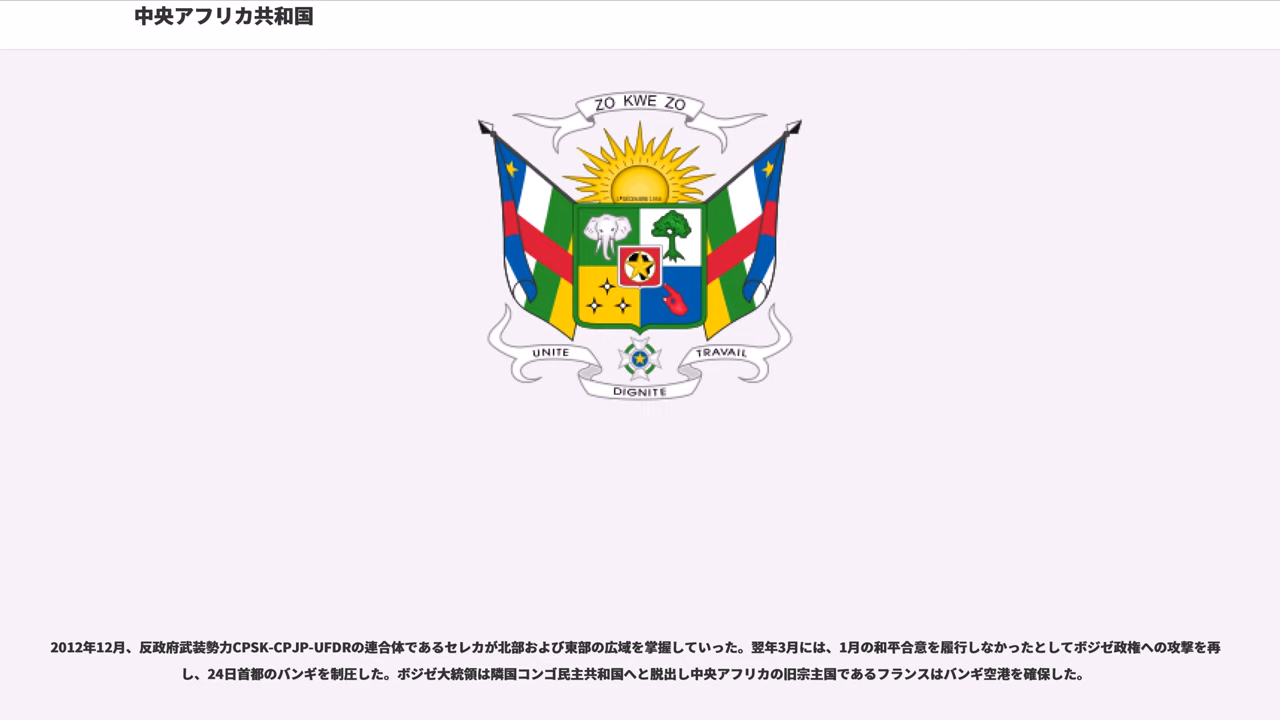 中央アフリカ共和国
ZO KWE ZO
UNITE
TRAVAIL
DIGNITE
2012年12月、反政府武装勢力CPSK-CPJP-UFDRの連合体であるセレカが北部および東部の広域を掌握していった。翌年3月には、1月の和平合意を履行しなかったとしてボジゼ政権への攻撃を再
し、24日首都のバンギを制圧した。ボジゼ大統領は隣国コンゴ民主共和国へと脱出し中央アフリカの旧宗主国であるフランスはバンギ空港を確保した。